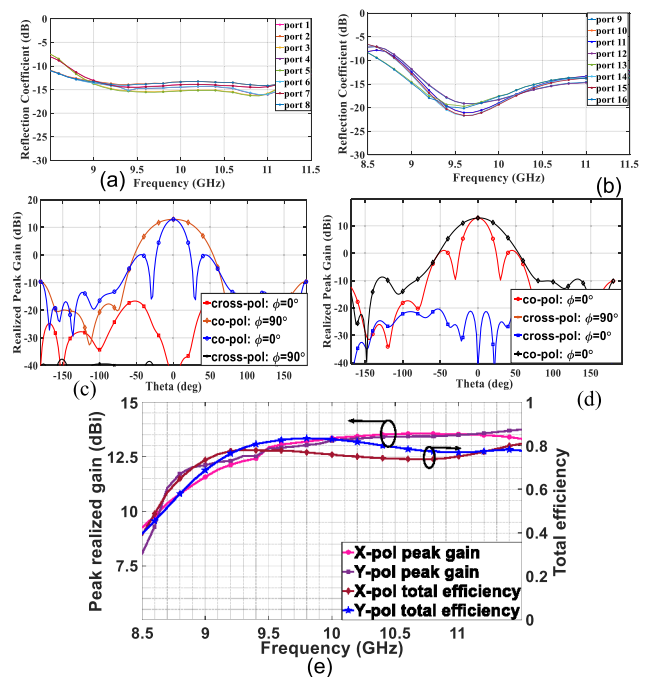 0
-5
-10
-15
-20
-25
-30
Reflection Coefficient (dB)
9
9.5
10
10.5
11
11.5
Frequency (GHz)
port 1
port 2
port 3
port 4
port 5
port 6
port 7
port 8
(a)
0
-5
-10
-15
-20
-25
-30
Reflection Coefficient (dB)
8.5
9
9.5
10
10.5
11
11.5
Frequency (GHz)
port 9
port 10
port 11
port 12
port 13
port 14
port 15
port 16
(b)
20
10
0
-10
-20
-30
-40
Realized Peak Gain (dBi)
-150
-100
-50
0
50
100
150
Theta (deg)
cross-pol: ϕ=0°
co-pol: ϕ=90°
co-pol: ϕ=0°
cross-pol: ϕ=90°
(c)
10
0
-10
-20
-30
-40
Realized Peak Gain (dBi)
-150
-100
-50
0
50
100
150
Theta (deg)
co-pol: ϕ=0°
cross-pol: ϕ=90°
cross-pol: ϕ=0°
co-pol: ϕ=0°
(d)
15
12.5
10
7.5
Peak realized gain (dBi)
1
0.8
0.6
0.4
0.2
0
Total efficiency
8.5
9
9.5
10
10.5
11
Frequency (GHz)
X-pol peak gain
Y-pol peak gain
X-pol total efficiency
Y-pol total efficiency
(e)